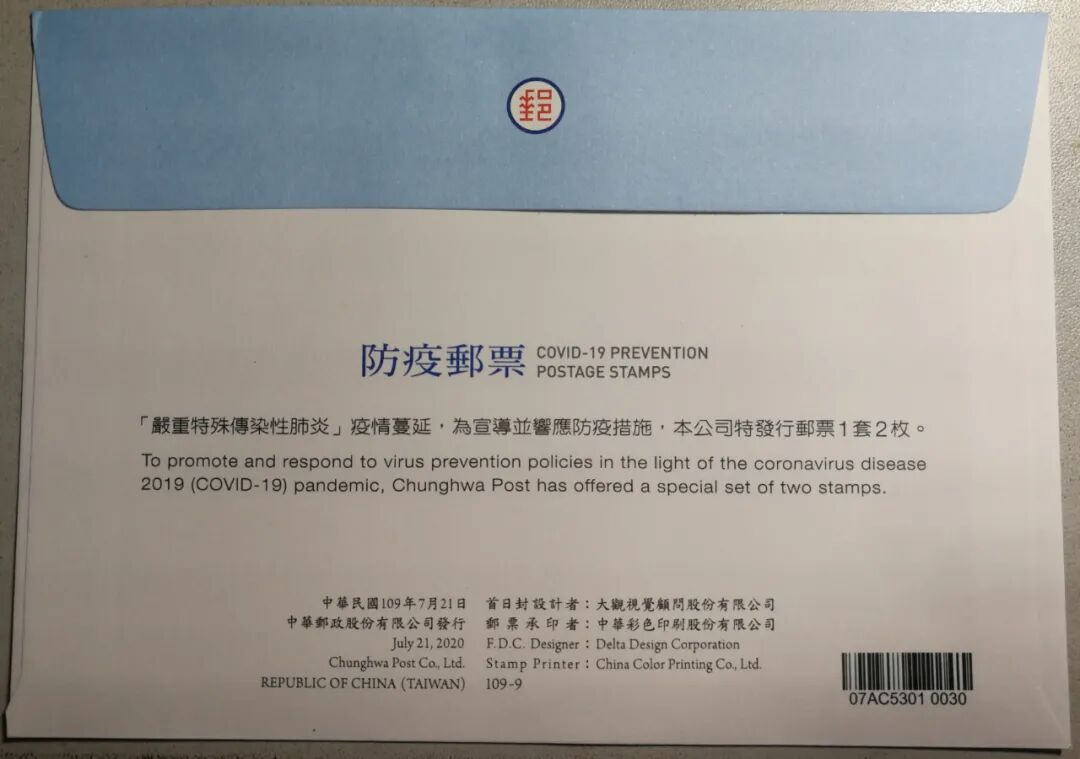 郵
防疫郵票 COVID-19 PREVENTION
POSTAGE STAMPS
「嚴重特殊傳染性肺炎」疫情蔓延，為宣導並響應防疫措施，本公司特發行郵票1套2枚。
To promote and respond to virus prevention policies in the light of the coronavirus disease
2019 (COVID-19) pandemic, Chunghwa Post has offered a special set of two stamps.
中華民國109年7月21日
中華郵政股份有限公司發行
July 21, 2020
Chunghwa Post Co., Ltd.
REPUBLIC OF CHINA (TAIWAN)
首日封設計者：大觀視覺顧問股份有限公司
郵票承印者：中華彩色印刷股份有限公司
F.D.C. Designer : Delta Design Corporation
Stamp Printer : China Color Printing Co., Ltd.
109-9
07AC5301 0030